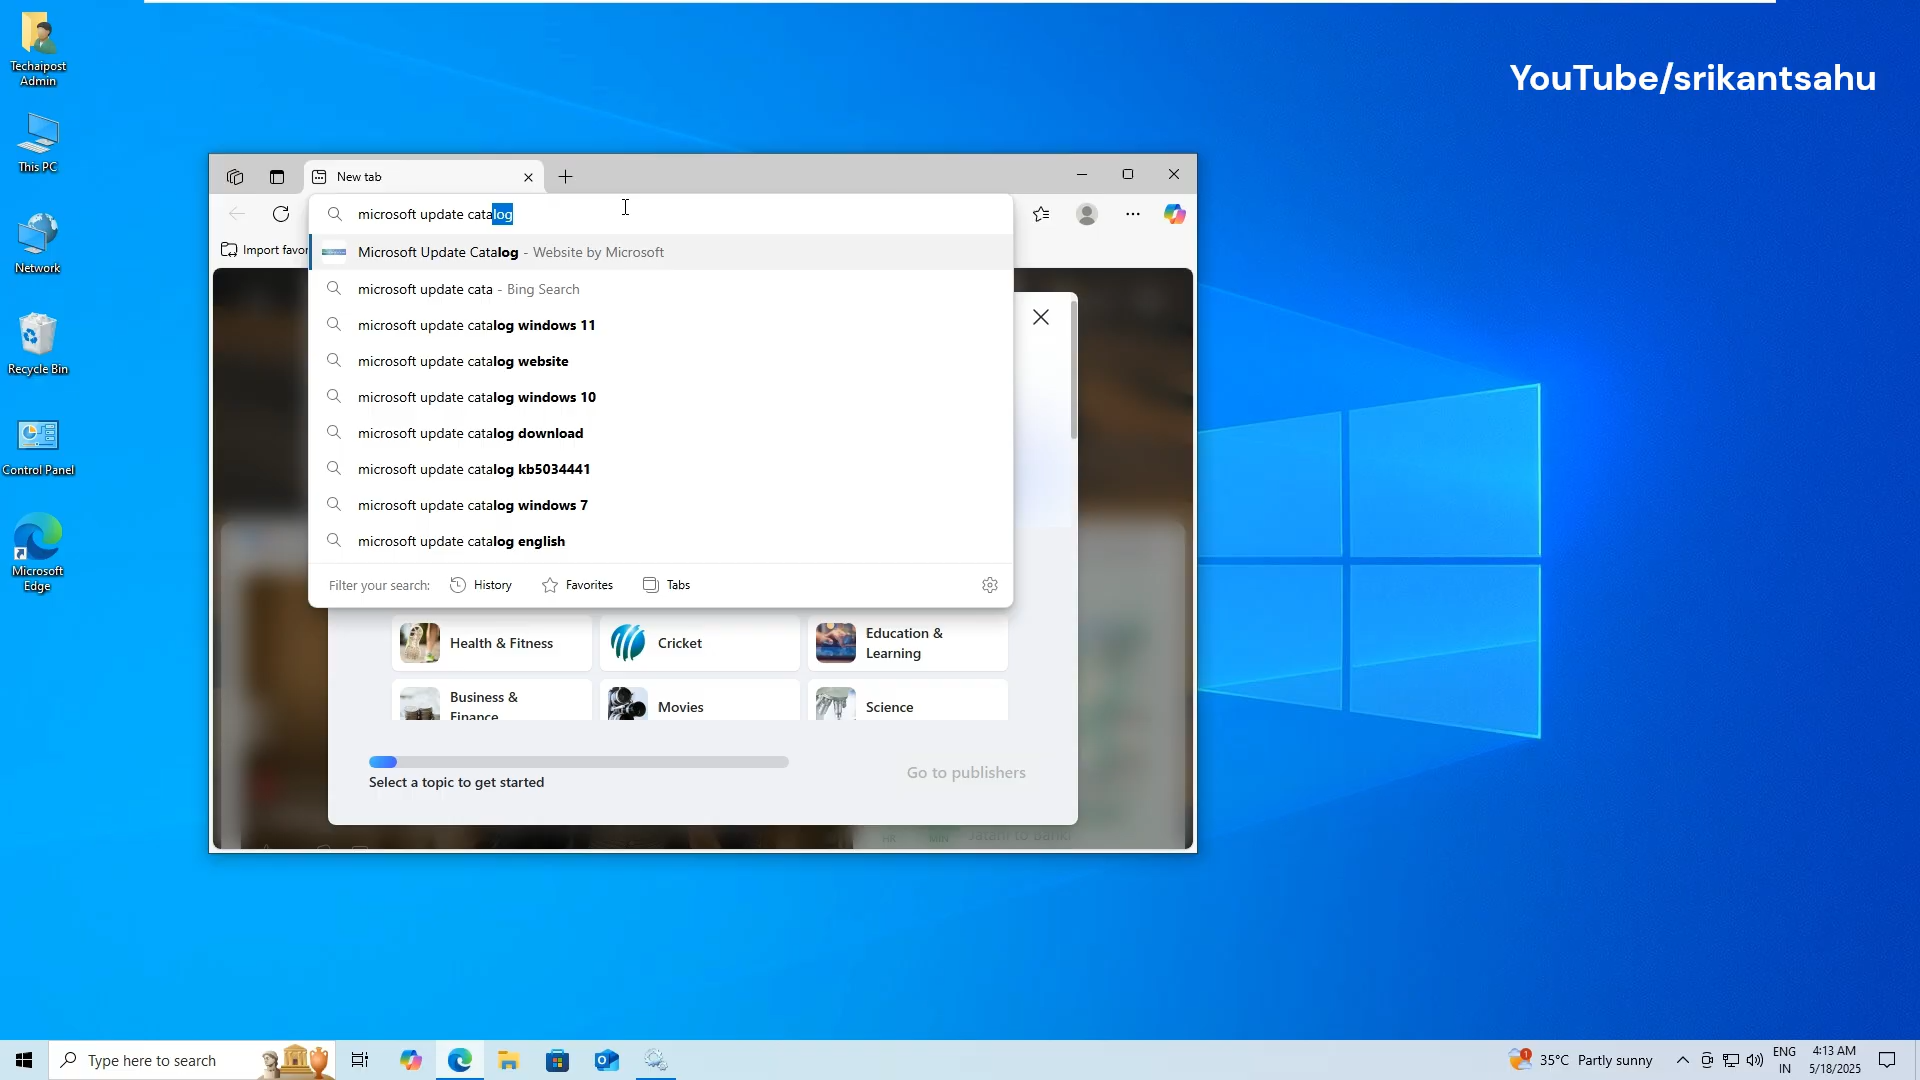 Techaipost
Admin
This PC
Network
Recycle Bin
Control Panel
Microsoft
Edge
YouTube/srikantsahu
New tab
microsoft update catalog
Import favor
Microsoft Update Catalog - Website by Microsoft
microsoft update cata - Bing Search
microsoft update catalog windows 11
microsoft update catalog website
microsoft update catalog windows 10
microsoft update catalog download
microsoft update catalog kb5034441
microsoft update catalog windows 7
microsoft update catalog english
Filter your search: History Favorites Tabs
Health & Fitness
Cricket
Education &
Learning
Business &
Finance
Movies
Science
Select a topic to get started
Go to publishers
HR MIN
Type here to search
1
35°C Partly sunny
ENG
IN
4:13 AM
5/18/2025